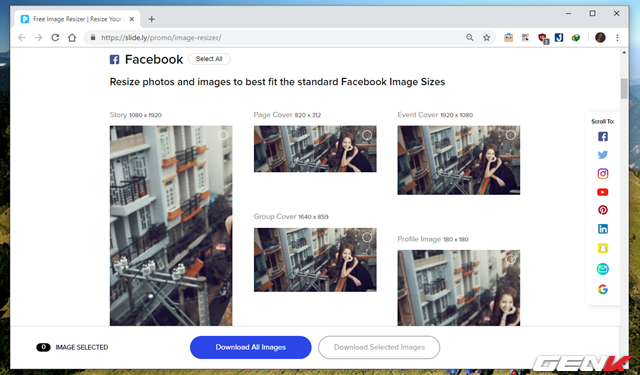 Free Image Resizer | Resize Your I
https://slide.ly/promo/image-resizer/
Facebook Select All
Resize photos and images to best fit the standard Facebook Image Sizes
Story 1080 x 1920
Page Cover 820 x 312
Event Cover 1920 x 1080
Group Cover 1640 x 859
Profile Image 180 x 180
Scroll To:
0 IMAGE SELECTED
Download All Images
Download Selected Images
GENK